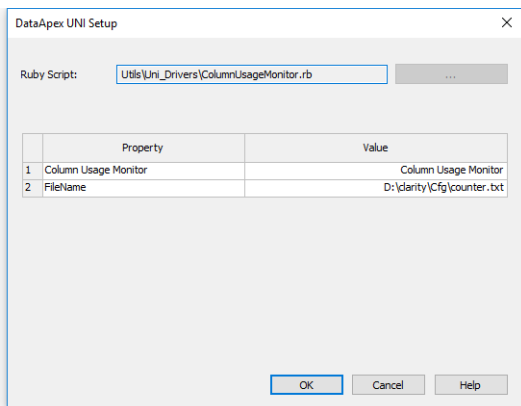 DataApex UNI Setup
Ruby Script: Utils\Uni_Drivers\ColumnUsageMonitor.rb ...
Property Value
1 Column Usage Monitor Column Usage Monitor
2 FileName D:\clarity\Cfg\counter.txt
OK Cancel Help